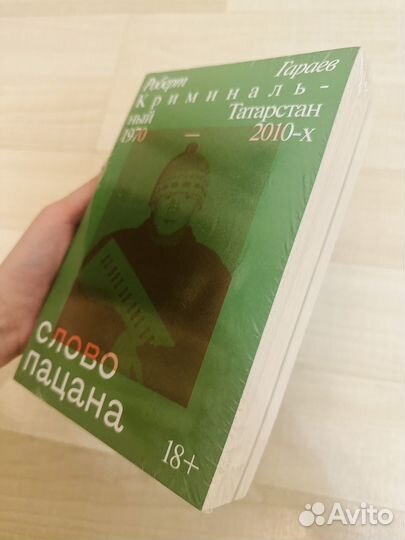 Роберт Гараев
Криминаль-
ный Татарстан
1970 — 2010-х
слово
пацана
18+
Avito